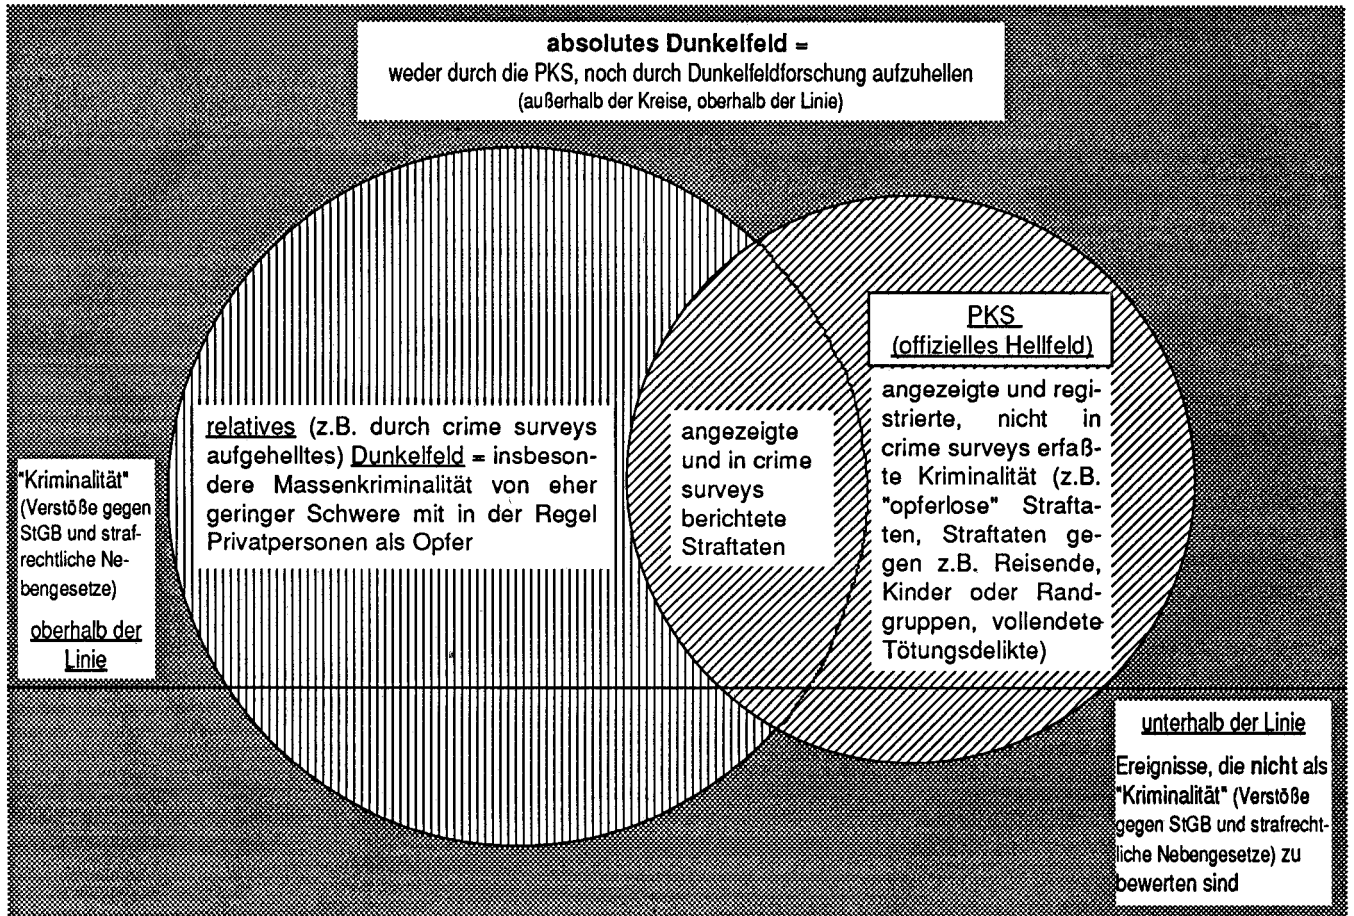 absolutes Dunkelfeld =
weder durch die PKS, noch durch Dunkelfeldforschung aufzuhellen
(außerhalb der Kreise, oberhalb der Linie)
"Kriminalität"
(Verstöße gegen
StGB und straf-
rechtliche Ne-
bengesetze)
oberhalb der
Linie
relatives (z.B. durch crime surveys
aufgehelltes) Dunkelfeld = insbeson-
dere Massenkriminalität von eher
geringer Schwere mit in der Regel
Privatpersonen als Opfer
angezeigte
und in crime
surveys
berichtete
Straftaten
PKS
(offizielles Hellfeld)
angezeigte und regi-
strierte, nicht in
crime surveys erfaß-
te Kriminalität (z.B.
"opferlose" Strafta-
ten, Straftaten ge-
gen z.B. Reisende,
Kinder oder Rand-
gruppen, vollendete
Tötungsdelikte)
unterhalb der Linie
Ereignisse, die nicht als
"Kriminalität" (Verstöße
gegen StGB und strafrecht-
liche Nebengesetze) zu
bewerten sind